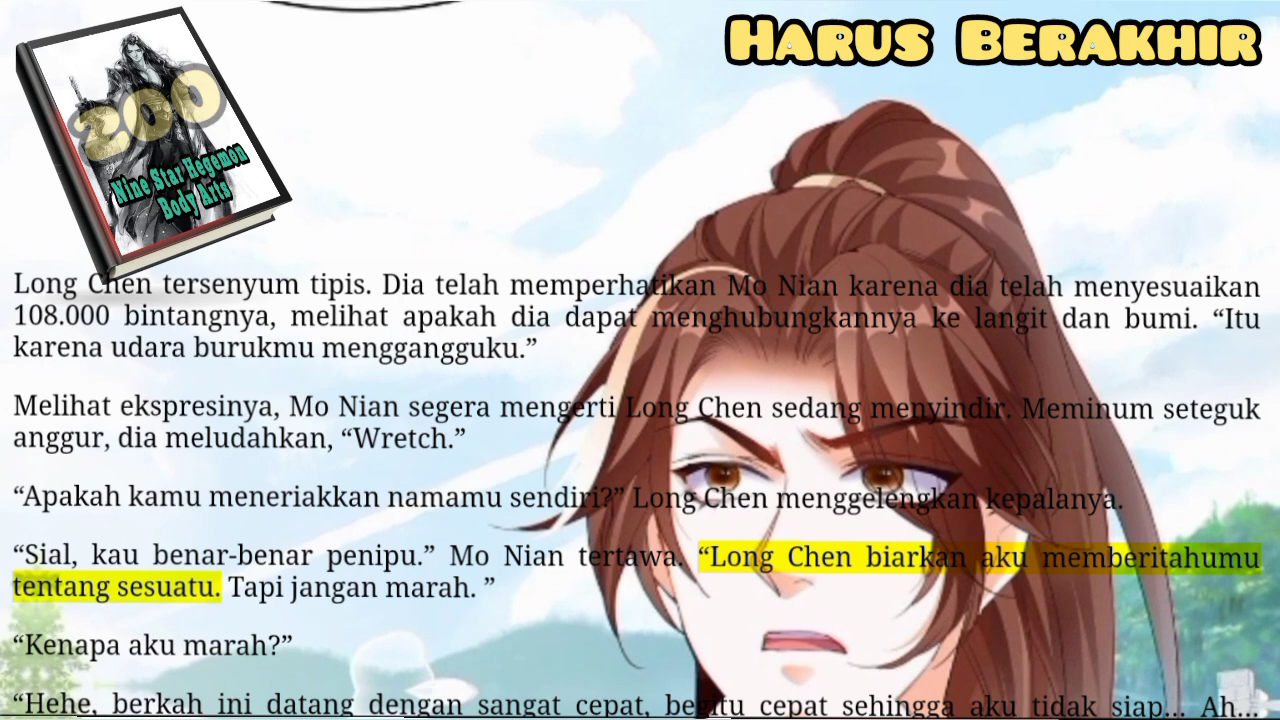 HARUS BERAKHIR
200
Nine Star Hegemon
Body Arts
Long Chen tersenyum tipis. Dia telah memperhatikan Mo Nian karena dia telah menyesuaikan
108.000 bintangnya, melihat apakah dia dapat menghubungkannya ke langit dan bumi. “Itu
karena udara burukmu menggangguku.”
Melihat ekspresinya, Mo Nian segera mengerti Long Chen sedang menyindir. Meminum seteguk
anggur, dia meludahkan, “Wretch.”
“Apakah kamu meneriakkan namamu sendiri?” Long Chen menggelengkan kepalanya.
“Sial, kau benar-benar penipu.” Mo Nian tertawa. “Long Chen biarkan aku memberitahumu
tentang sesuatu. Tapi jangan marah. ”
“Kenapa aku marah?”
“Hehe, berkah ini datang dengan sangat cepat, begitu cepat sehingga aku tidak siap... Ah...